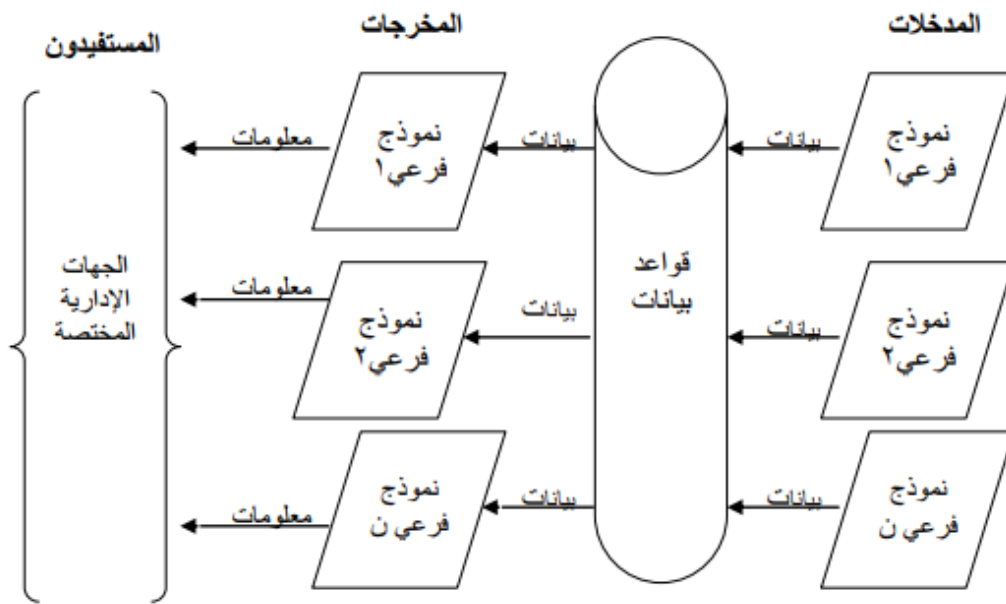 المدخلات
المخرجات
المستفيدون
نموذج
فرعي١
بيانات
بيانات
نموذج
فرعي١
معلومات
قواعد
بيانات
الجهات
الإدارية
المختصة
نموذج
فرعي٢
بيانات
بيانات
نموذج
فرعي٢
معلومات
نموذج
فرعي ن
بيانات
بيانات
نموذج
فرعي ن
معلومات